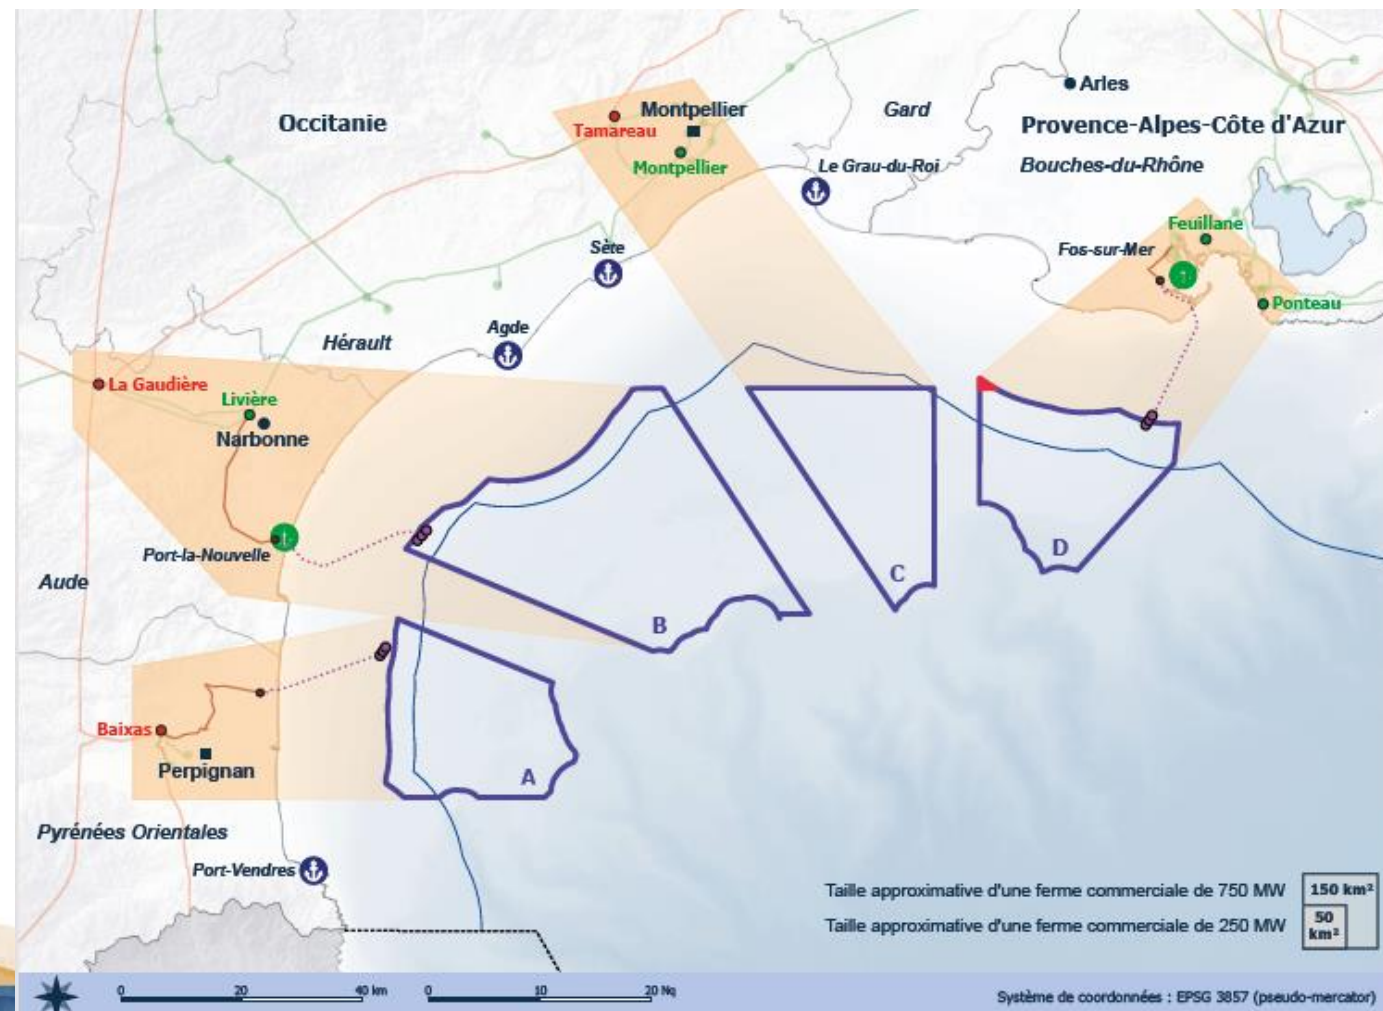 Arles
Montpellier
Gard
Occitanie
Tamareau
Provence-Alpes-Côte d'Azur
Montpellier
Le Grau-du-Roi
Bouches-du-Rhône
Feuillane
Sète
Fos-sur-Mer
Ponteau
Agde
Hérault
La Gaudière
Livière
Narbonne
Port-la-Nouvelle
D
C
Aude
B
Baixas
Perpignan
A
Pyrénées Orientales
Port-Vendres
Taille approximative d'une ferme commerciale de 750 MW
150 km²
Taille approximative d'une ferme commerciale de 250 MW
50
km²
0 20 40 km 0 10 20 Nq
Système de coordonnées : EPSG 3857 (pseudo-mercator)